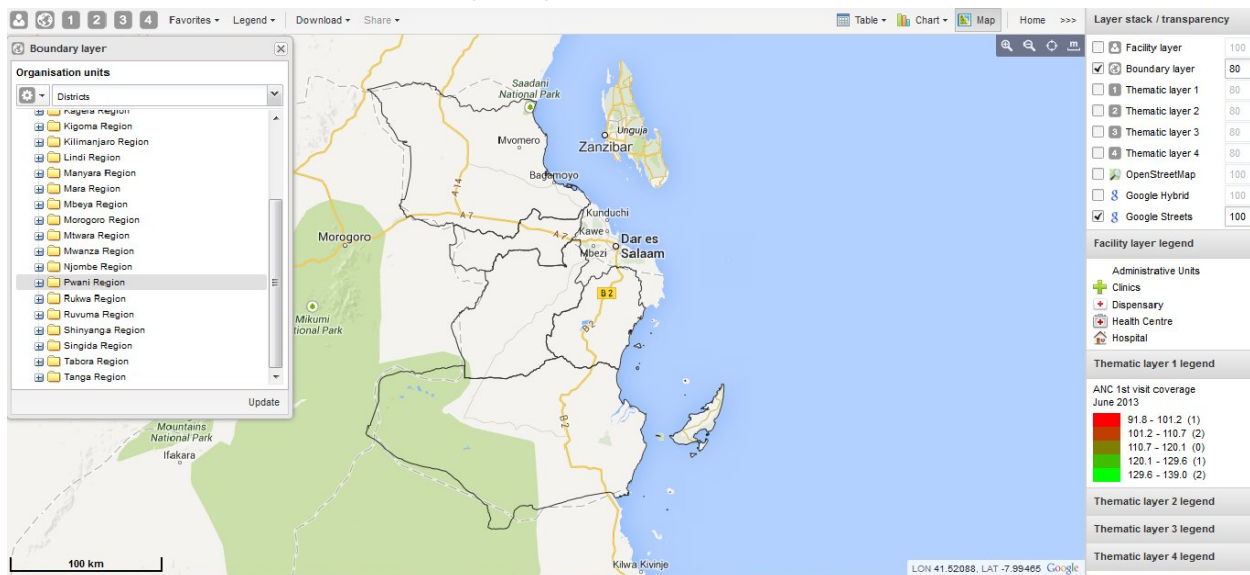 1 2 3 4 Favorites Legend Download Share Table Chart Map Home >>>
Boundary layer
Organisation units
Districts
Kagera Region
Kigoma Region
Kilimanjaro Region
Lindi Region
Manyara Region
Mara Region
Mbeya Region
Morogoro Region
Mtwara Region
Mwanza Region
Njombe Region
Pwani Region
Rukwa Region
Ruvuma Region
Shinyanga Region
Singida Region
Tabora Region
Tanga Region
Update
Saadani
National Park
Mvomero
Unguja
Zanzibar
Bagamoyo
A 14
A 7
Kunduchi
Morogoro
A 7
Kawe
Dar es
Salaam
Mbezi
B 2
B 2
Mikumi
tional Park
B 2
Mountains
National Park
Ifakara
Kilwa Kivinje
100 km
LON 41.52088, LAT -7.99465 Google
m
Layer stack / transparency
Facility layer 100
Boundary layer 80
1 Thematic layer 1 80
2 Thematic layer 2 80
3 Thematic layer 3 80
4 Thematic layer 4 80
OpenStreetMap 100
g Google Hybrid 100
g Google Streets 100
Facility layer legend
Administrative Units
Clinics
Dispensary
Health Centre
Hospital
Thematic layer 1 legend
ANC 1st visit coverage
June 2013
91.8 - 101.2 (1)
101.2 - 110.7 (2)
110.7 - 120.1 (0)
120.1 - 129.6 (1)
129.6 - 139.0 (2)
Thematic layer 2 legend
Thematic layer 3 legend
Thematic layer 4 legend